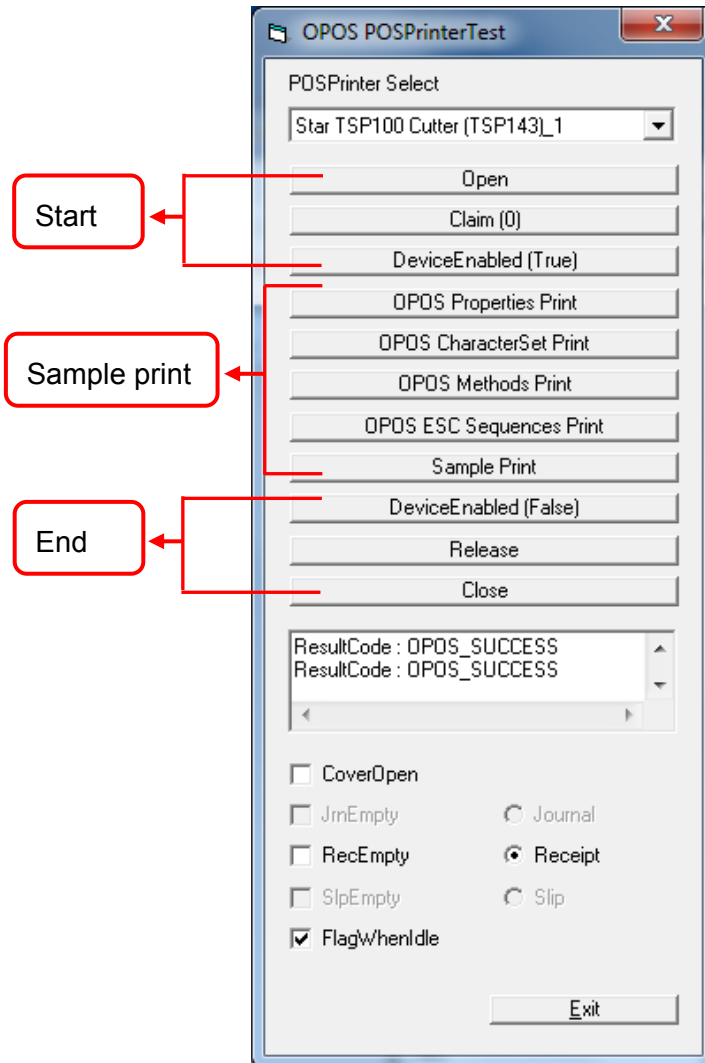 OPOS POSPrinterTest
POSPrinter Select
Star TSP100 Cutter (TSP143)_1
Open
Start
Claim (0)
DeviceEnabled (True)
OPOS Properties Print
OPOS CharacterSet Print
Sample print
OPOS Methods Print
OPOS ESC Sequences Print
Sample Print
DeviceEnabled (False)
End
Release
Close
ResultCode : OPOS_SUCCESS
ResultCode : OPOS_SUCCESS
CoverOpen
JrnEmpty Journal
RecEmpty Receipt
SlpEmpty Slip
FlagWhenIdle
Exit